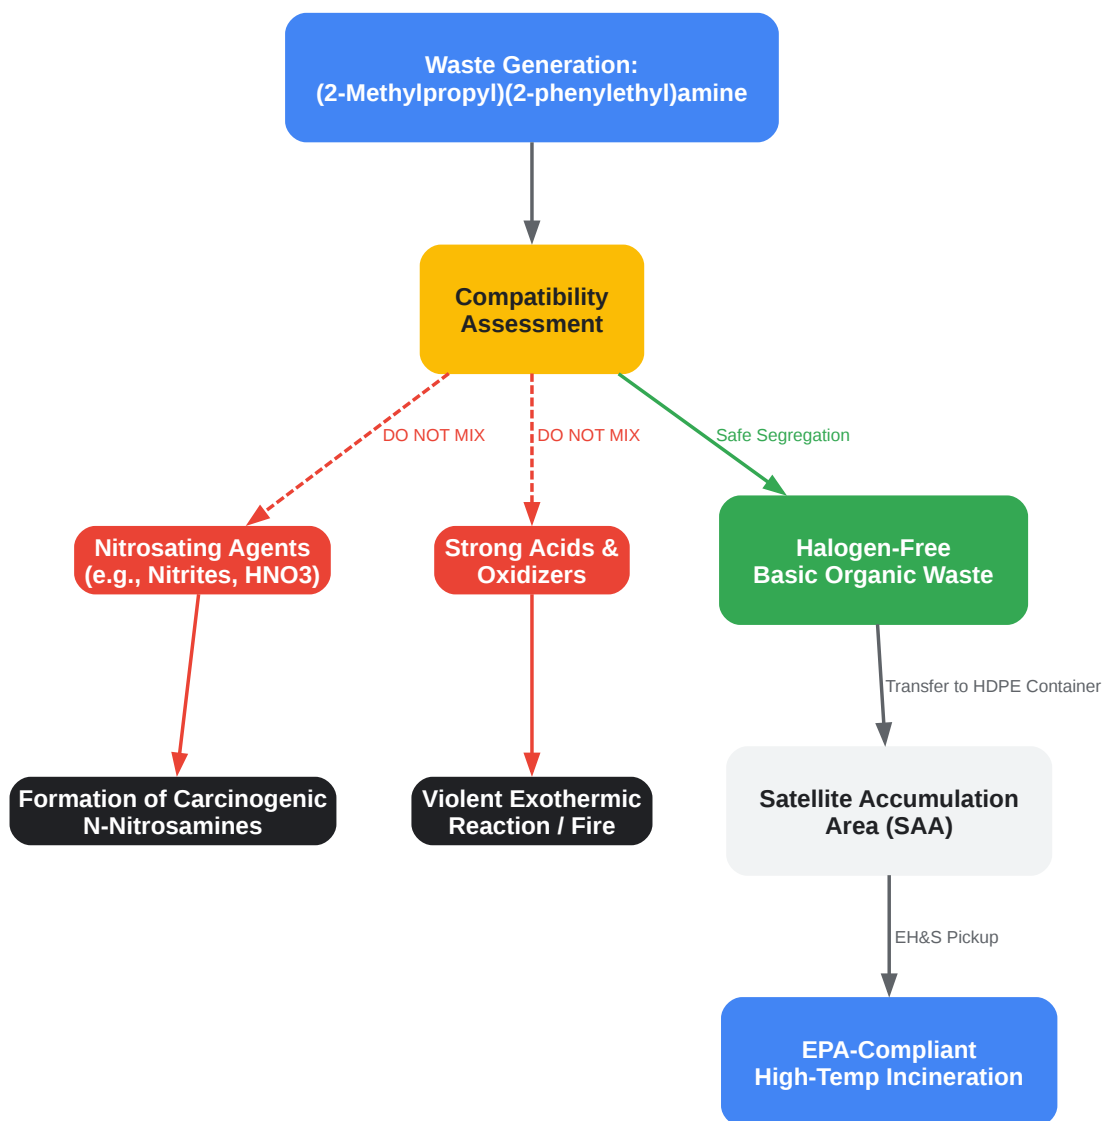 Waste Generation:
(2-Methylpropyl)(2-phenylethyl)amine
Compatibility
Assessment
DO NOT MIX
DO NOT MIX
Safe Segregation
Nitrosating Agents
(e.g., Nitrites, HNO3)
Strong Acids &
Oxidizers
Halogen-Free
Basic Organic Waste
Transfer to HDPE Container
Formation of Carcinogenic
N-Nitrosamines
Violent Exothermic
Reaction / Fire
Satellite Accumulation
Area (SAA)
EH&S Pickup
EPA-Compliant
High-Temp Incineration